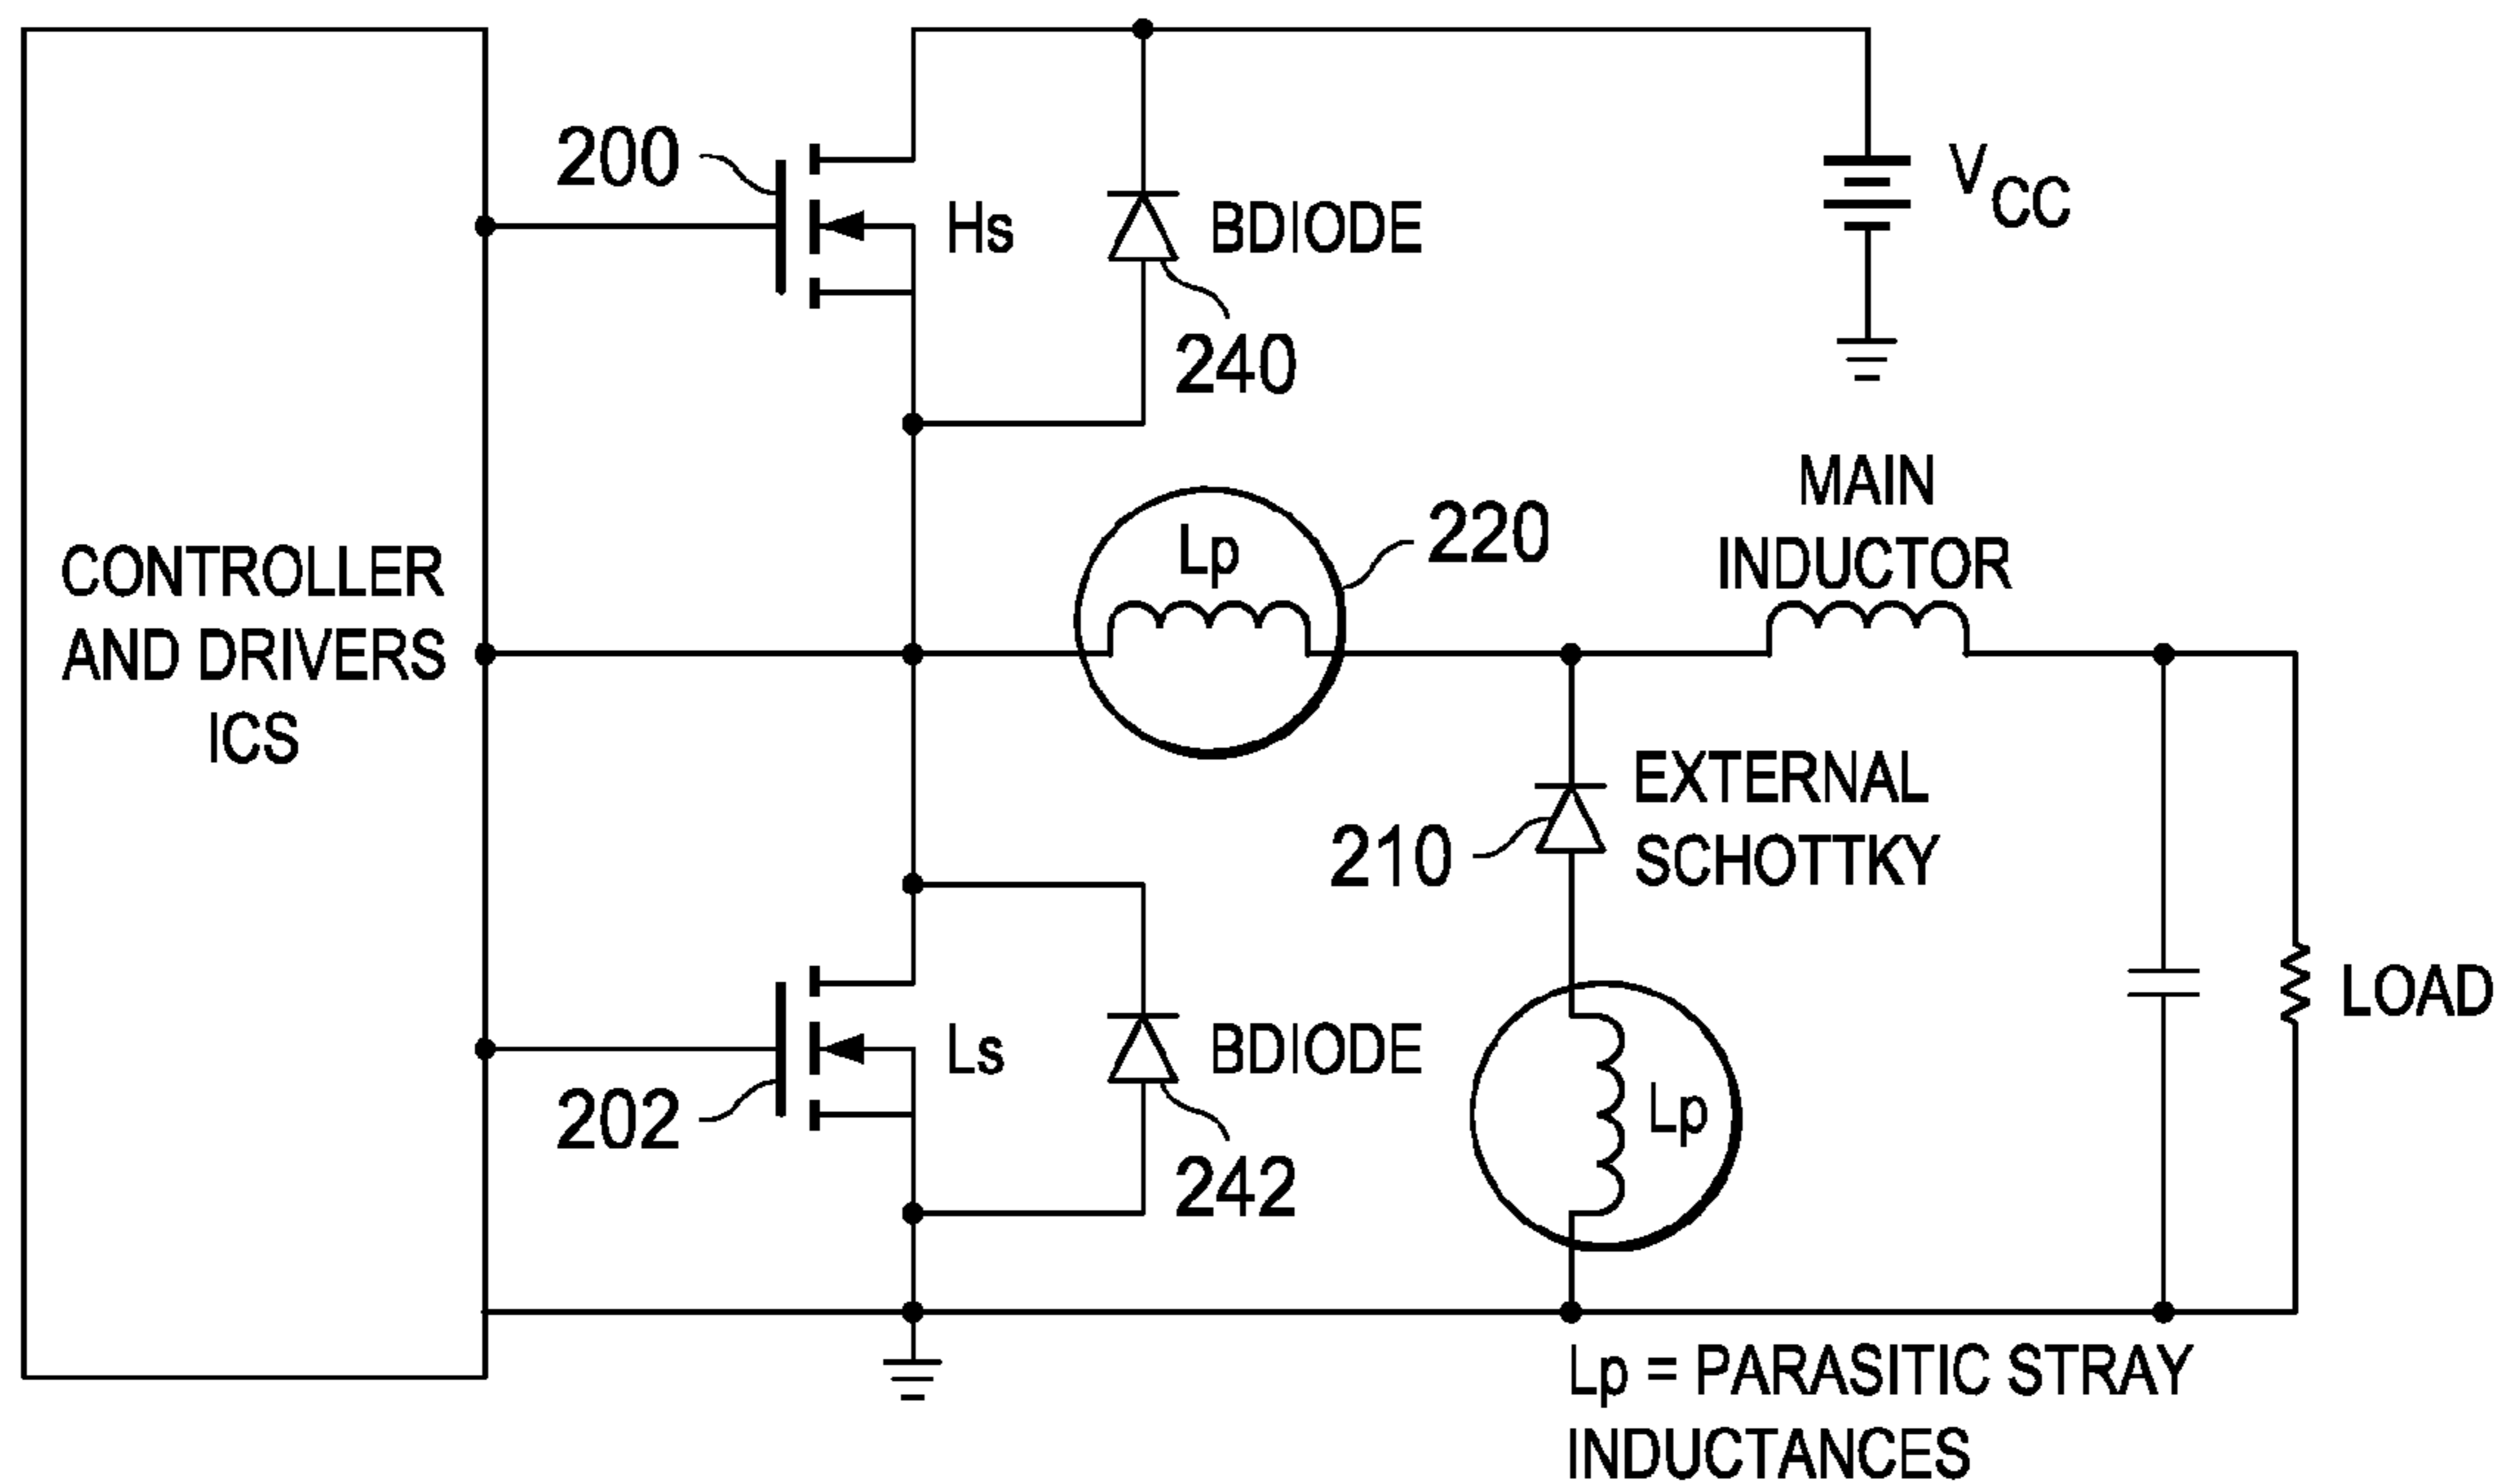 200
Hs
BDIODE
240
VCC
CONTROLLER
AND DRIVERS
ICS
Lp
220
MAIN
INDUCTOR
210
EXTERNAL
SCHOTTKY
202
Ls
BDIODE
242
Lp
LOAD
Lp = PARASITIC STRAY
INDUCTANCES